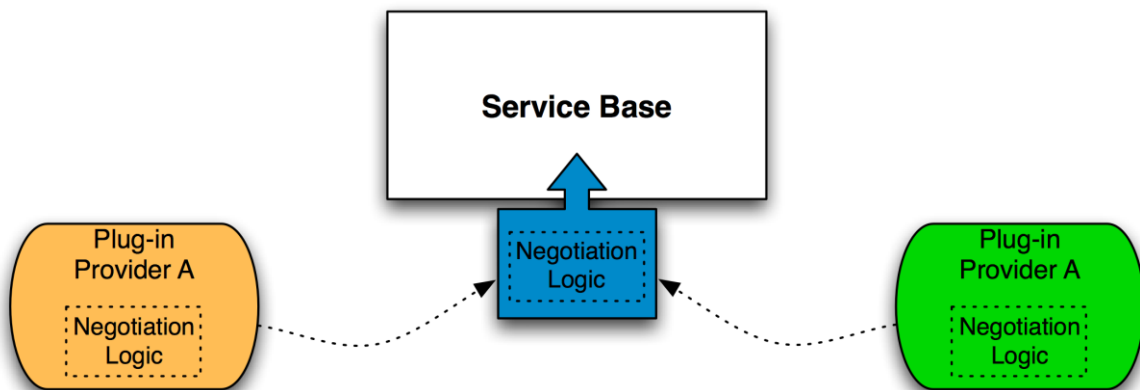 Service Base
Negotiation
Logic
Plug-in
Provider A
Negotiation
Logic
Plug-in
Provider A
Negotiation
Logic